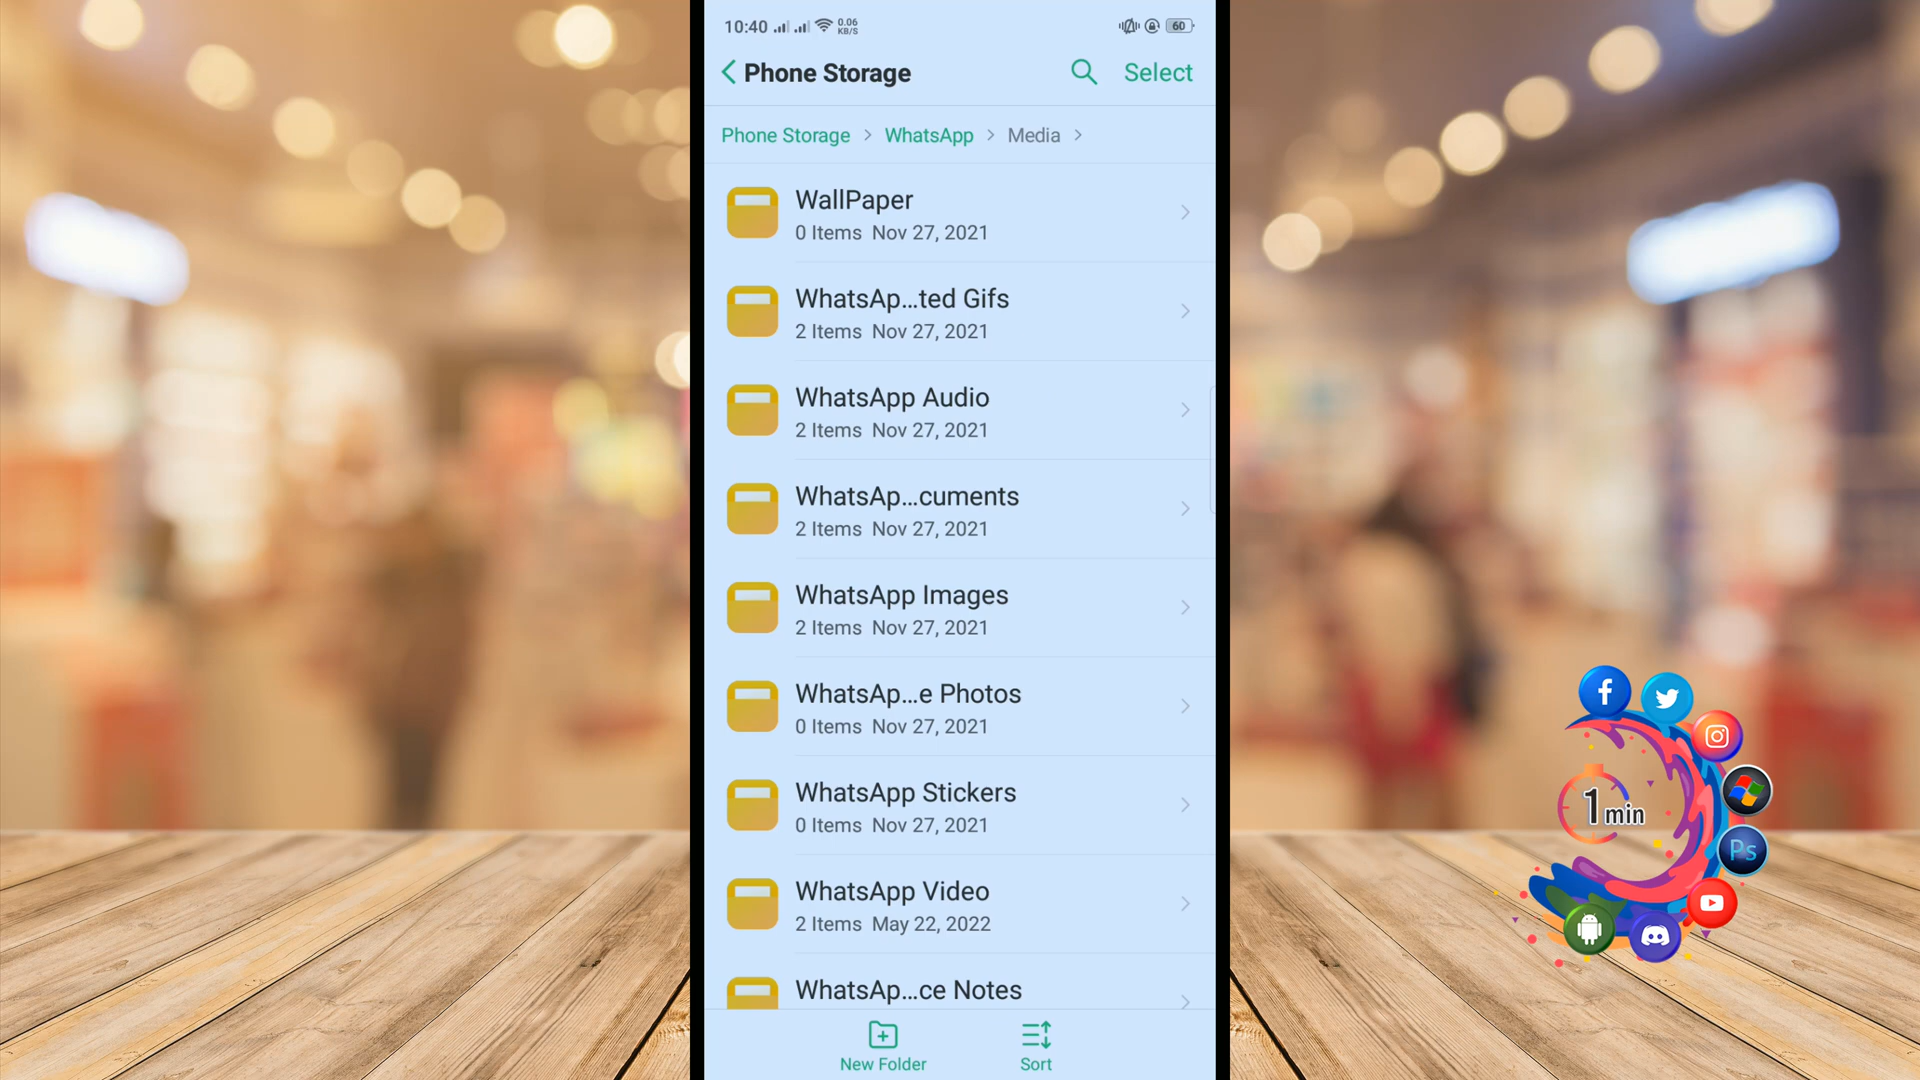 10:40 0.06 KB/S 60
Phone Storage Select
Phone Storage > WhatsApp > Media >
WallPaper
0 Items Nov 27, 2021
WhatsAp...ted Gifs
2 Items Nov 27, 2021
WhatsApp Audio
2 Items Nov 27, 2021
WhatsAp...cuments
2 Items Nov 27, 2021
WhatsApp Images
2 Items Nov 27, 2021
WhatsAp...e Photos
0 Items Nov 27, 2021
WhatsApp Stickers
0 Items Nov 27, 2021
WhatsApp Video
2 Items May 22, 2022
WhatsAp...ce Notes
New Folder Sort
1 min
Ps